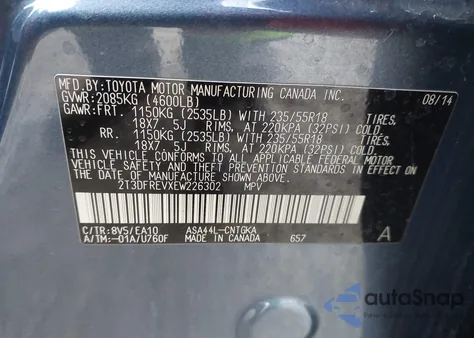 MFD.BY:TOYOTA MOTOR MANUFACTURING CANADA INC. 08/14
GVWR:2085KG (4600LB)
GAWR:FRT. 1150KG (2535LB) WITH 235/55R18 TIRES,
18X7 5J RIMS, AT 220KPA (32PSI) COLD.
RR. 1150KG (2535LB) WITH 235/55R18 TIRES,
18X7 5J RIMS, AT 220KPA (32PSI) COLD.
THIS VEHICLE CONFORMS TO ALL APPLICABLE FEDERAL MOTOR
VEHICLE SAFETY AND THEFT PREVENTION STANDARDS IN EFFECT ON
THE DATE OF MANUFACTURE SHOWN ABOVE.
2T3DFREVXEW226302 MPV
C/TR:8V5/EA10 ASA44L-CNTGKA
A/TM:-01A/U760F MADE IN CANADA 657 A
autoSnap